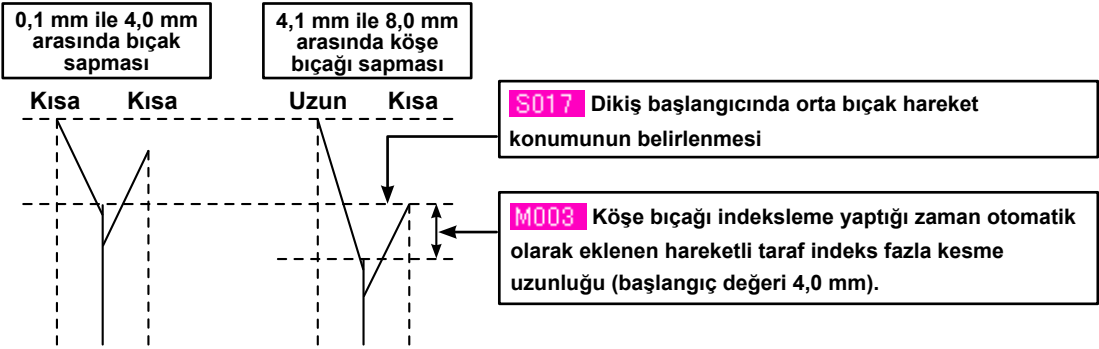 0,1 mm ile 4,0 mm
arasında bıçak
sapması
4,1 mm ile 8,0 mm
arasında köşe
bıçağı sapması
Kısa Kısa Uzun Kısa
S017 Dikiş başlangıcında orta bıçak hareket
konumunun belirlenmesi
M003 Köşe bıçağı indeksleme yaptığı zaman otomatik
olarak eklenen hareketli taraf indeks fazla kesme
uzunluğu (başlangıç değeri 4,0 mm).